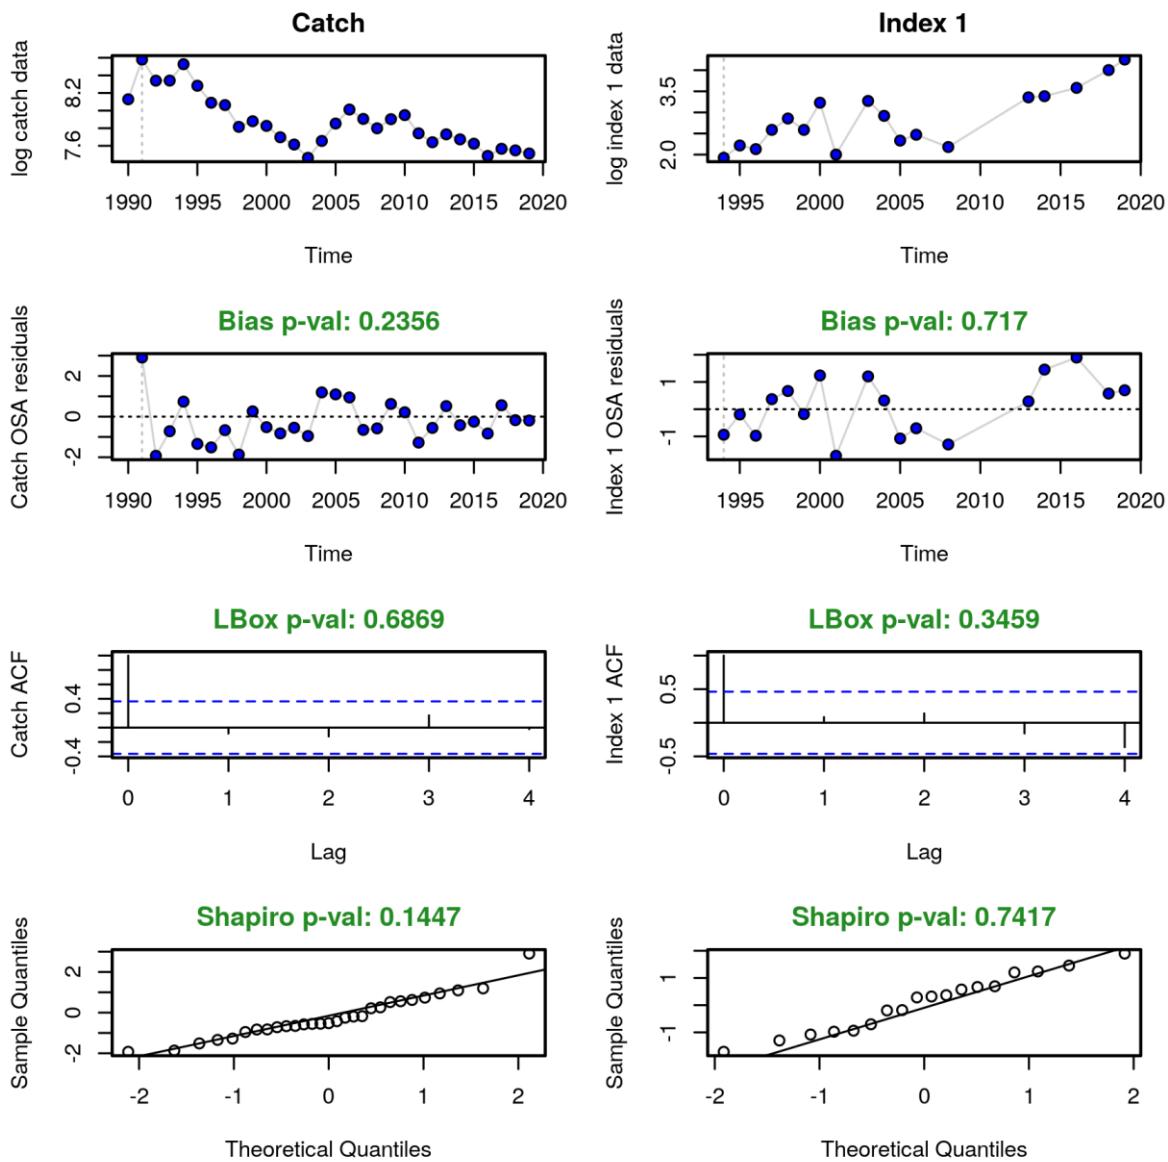 Catch
log catch data
8.2
7.6
1990 1995 2000 2005 2010 2015 2020
Time
Index 1
log index 1 data
3.5
2.0
1995 2000 2005 2010 2015 2020
Time
Bias p-val: 0.2356
Catch OSA residuals
2
0
-2
1990 1995 2000 2005 2010 2015 2020
Time
Bias p-val: 0.717
Index 1 OSA residuals
1
-1
1995 2000 2005 2010 2015 2020
Time
LBox p-val: 0.6869
Catch ACF
0.4
-0.4
0 1 2 3 4
Lag
LBox p-val: 0.3459
Index 1 ACF
0.5
-0.5
0 1 2 3 4
Lag
Shapiro p-val: 0.1447
Sample Quantiles
2
0
-2
-2 -1 0 1 2
Theoretical Quantiles
Shapiro p-val: 0.7417
Sample Quantiles
1
-1
-2 -1 0 1 2
Theoretical Quantiles